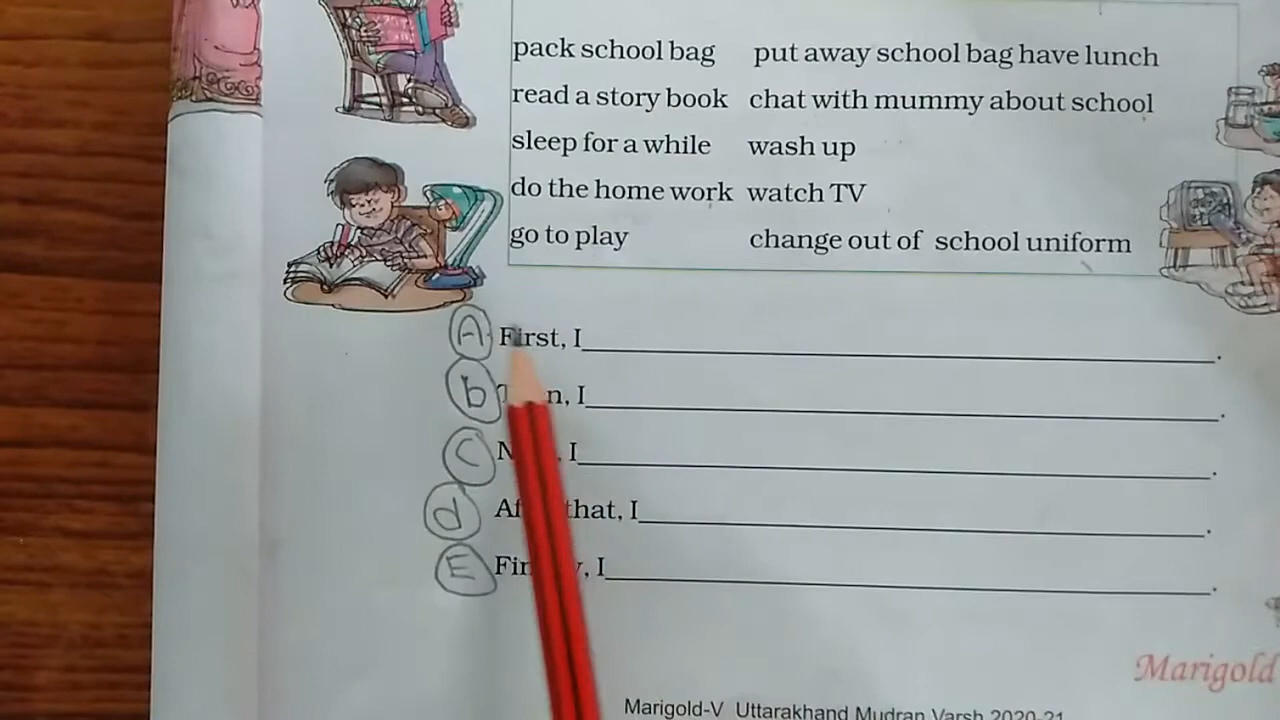 pack school bag put away school bag have lunch
read a story book chat with mummy about school
sleep for a while wash up
do the home work watch TV
go to play change out of school uniform
A First, I
b I
C I
d that, I
E I
Marigold
Marigold-V Uttarakhand Mudran Varsh 2020-21